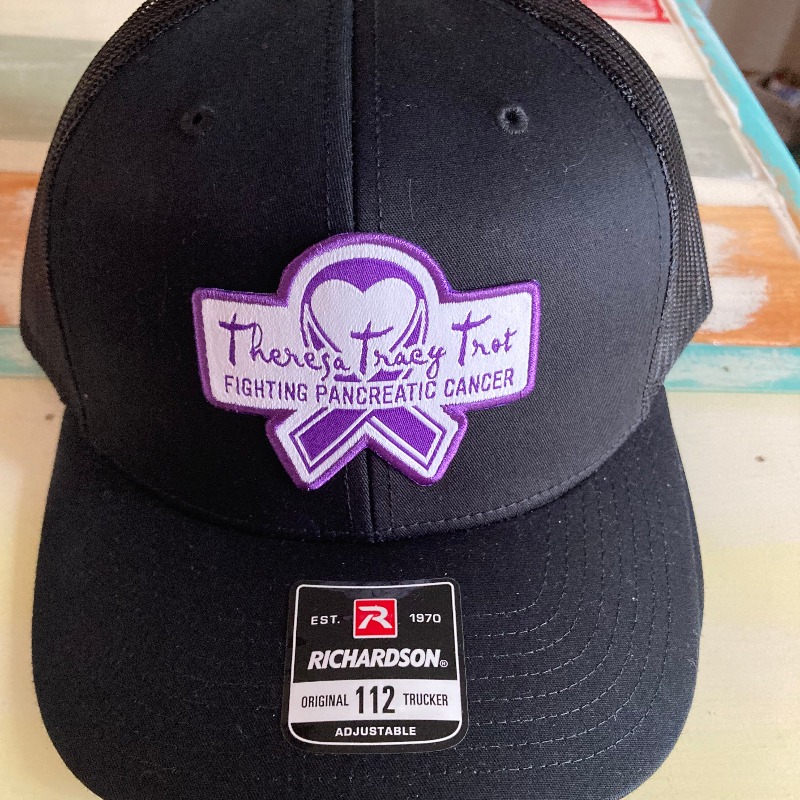 Theresa Tracy Trot
FIGHTING PANCREATIC CANCER
EST. R 1970
RICHARDSON®
ORIGINAL 112 TRUCKER
ADJUSTABLE